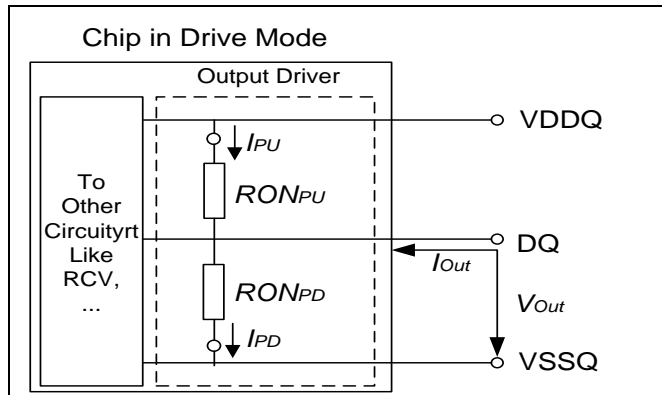 Chip in Drive Mode
Output Driver
To
Other
Circuityrt
Like
RCV,
...
IPU
RONPU
RONPD
IPD
VDDQ
DQ
IOut
VOut
VSSQ